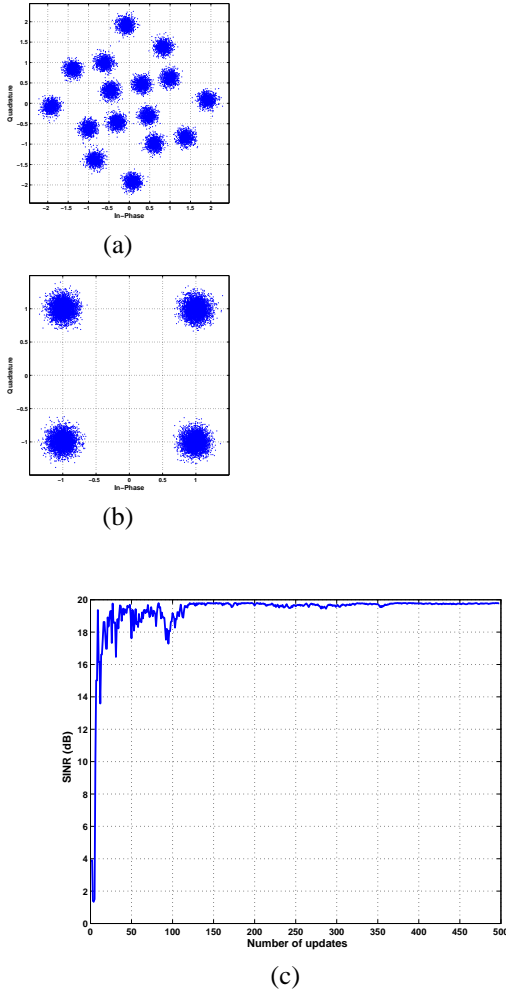 2
1.5
1
0.5
0
−0.5
−1
−1.5
−2
Quadrature
−2 −1.5 −1 −0.5 0 0.5 1 1.5 2
In−Phase
(a)
1
0.5
0
−0.5
−1
Quadrature
−1 −0.5 0 0.5 1
In−Phase
(b)
20
18
16
14
12
10
8
6
4
2
0
SINR (dB)
0 50 100 150 200 250 300 350 400 450 500
Number of updates
(c)